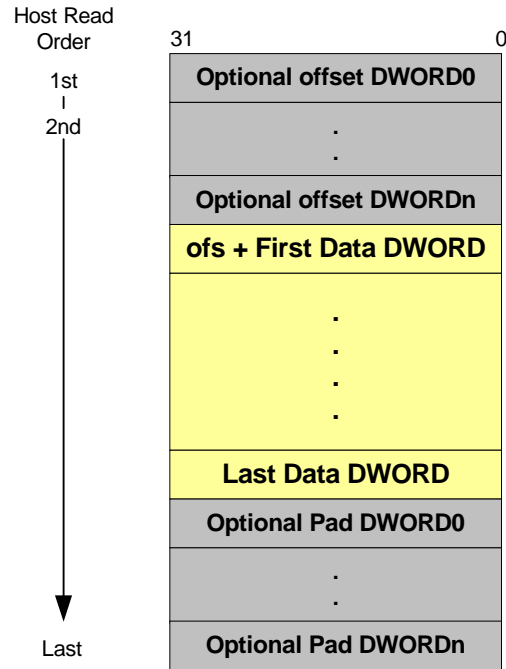 Host Read
Order
31
0
1st
2nd
Optional offset DWORD0
.
.
Optional offset DWORDn
ofs + First Data DWORD
.
.
.
.
Last Data DWORD
Optional Pad DWORD0
.
.
Last
Optional Pad DWORDn